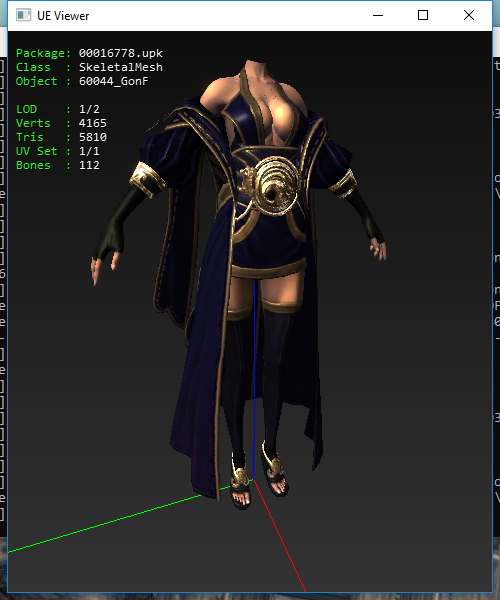 UE Viewer
Package: 00016778.upk
Class : SkeletalMesh
Object : 60044_GonF
LOD : 1/2
Verts : 4165
Tris : 5810
UV Set : 1/1
Bones : 112